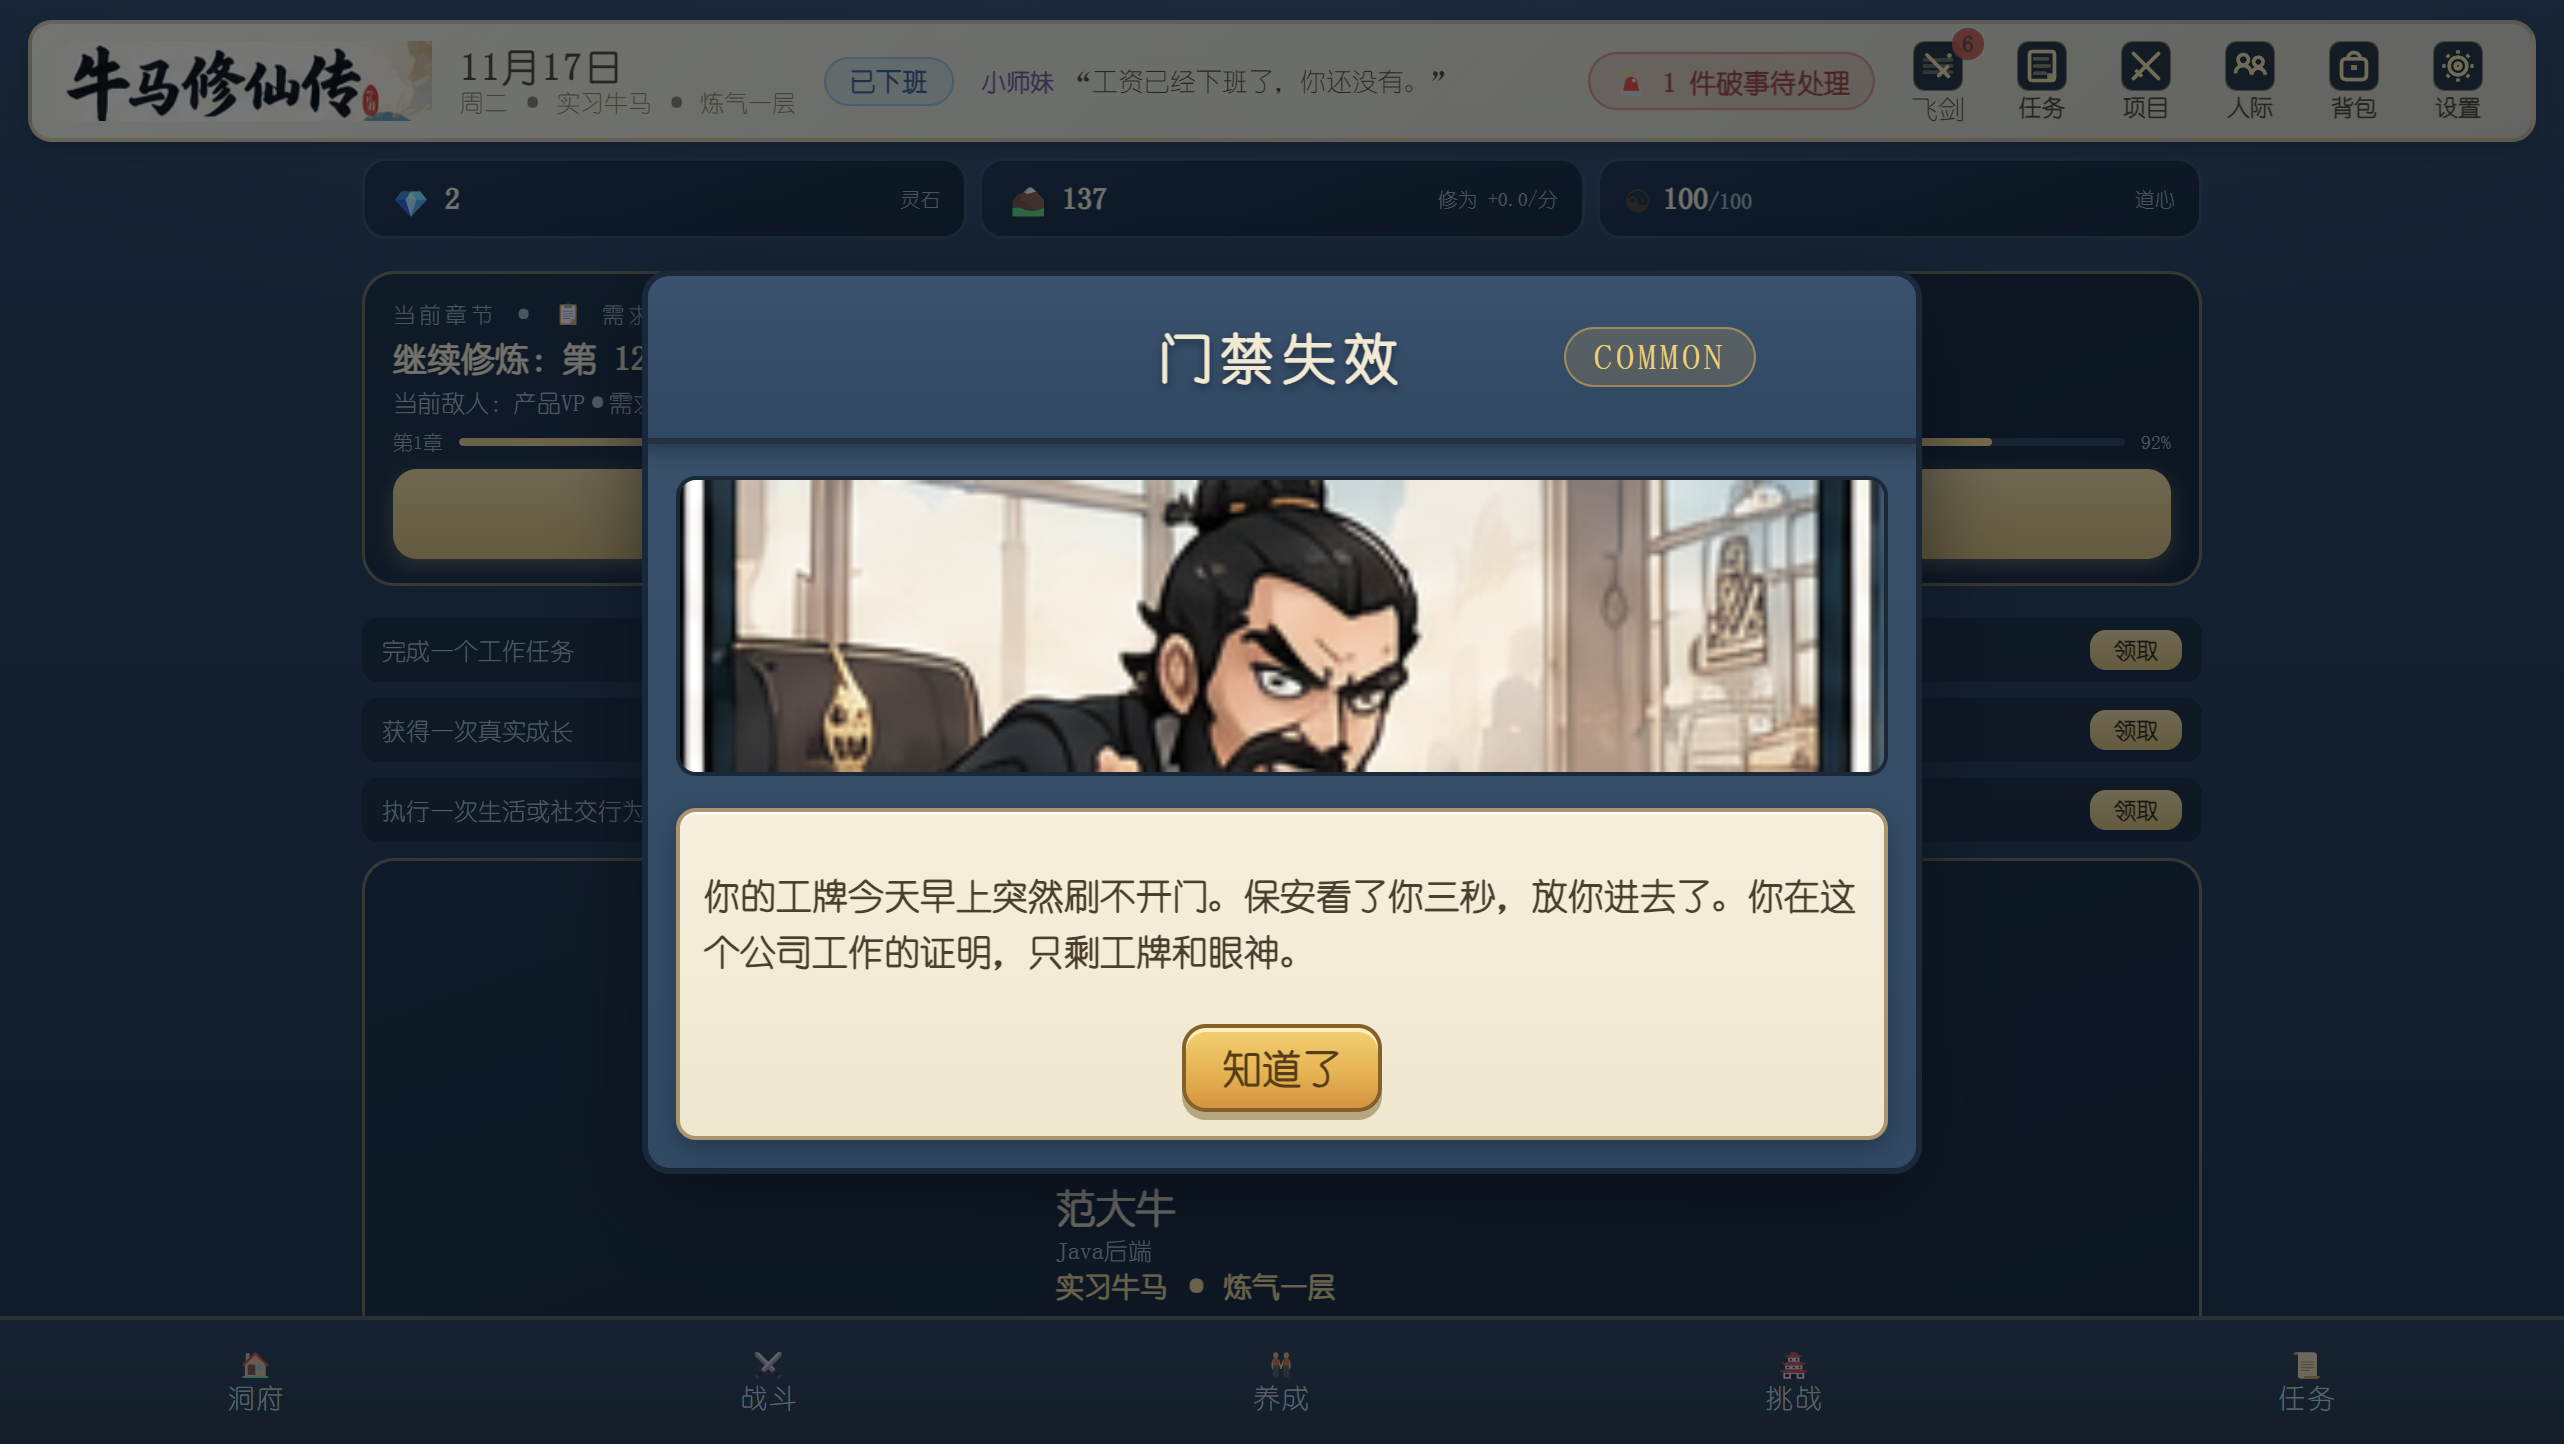 牛马修仙传
11月17日
周二 • 实习牛马 • 炼气一层
已下班
小师妹 “工资已经下班了，你还没有。”
1 件破事待处理
6
飞剑
任务
项目
人际
背包
设置
2 灵石
137 修为 +0.0/分
100/100 道心
当前章节 • 需求
继续修炼：第 12
当前敌人：产品VP•需求
第1章 92%
完成一个工作任务 领取
获得一次真实成长 领取
执行一次生活或社交行为 领取
门禁失效
COMMON
你的工牌今天早上突然刷不开门。保安看了你三秒，放你进去了。你在这
个公司工作的证明，只剩工牌和眼神。
知道了
范大牛
Java后端
实习牛马 • 炼气一层
洞府
战斗
养成
挑战
任务